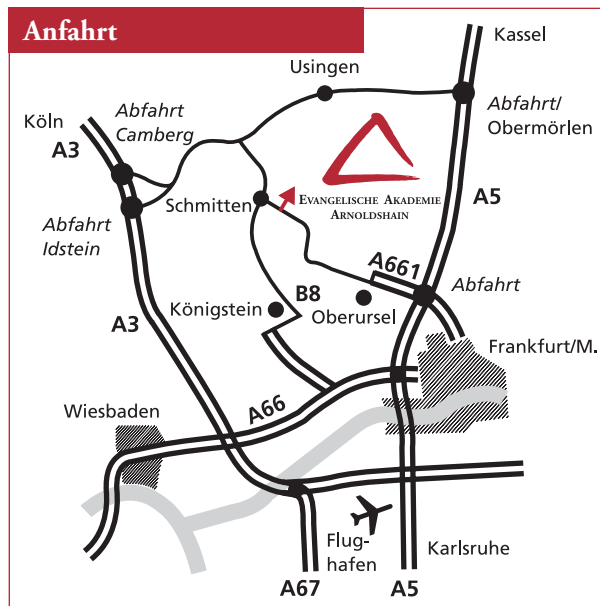 Anfahrt
Kassel
Usingen
Abfahrt
Camberg
Köln
A3
Abfahrt/
Obermörlen
Evangelische Akademie
Arnoldshain
A5
Schmitten
Abfahrt
Idstein
A661
Abfahrt
B8
Königstein
Oberursel
A3
Frankfurt/M.
A66
Wiesbaden
Flug-
hafen
Karlsruhe
A67
A5